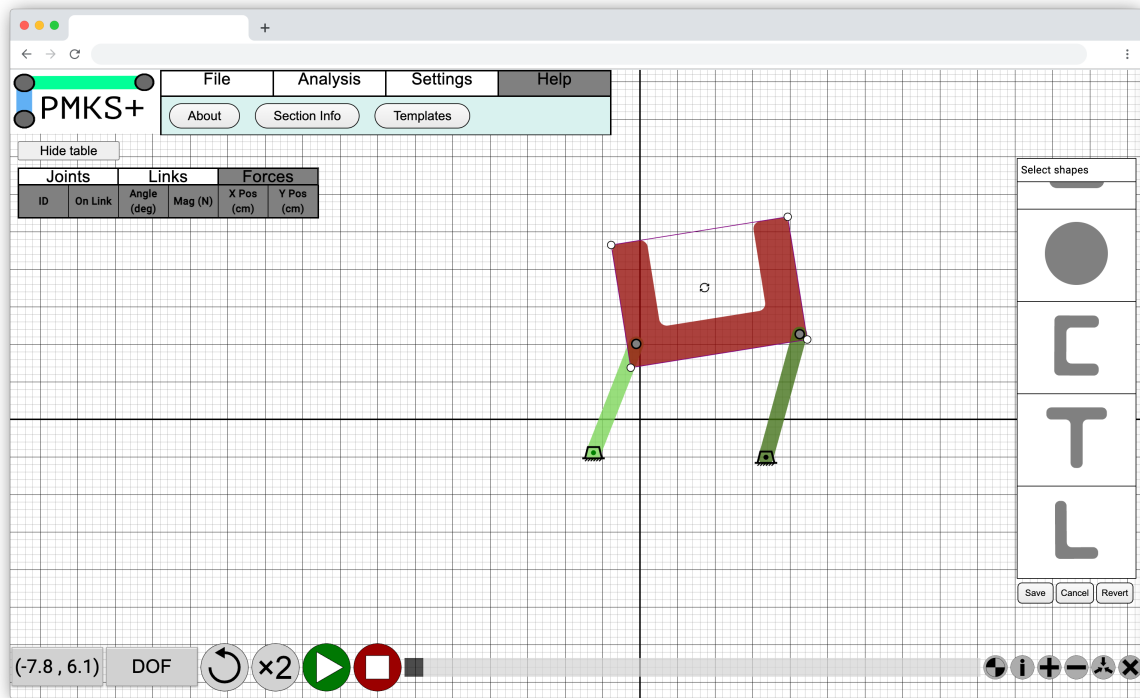 File Analysis Settings Help
PMKS+
About Section Info Templates
Hide table
Joints Links Forces
ID On Link Angle (deg) Mag (N) X Pos (cm) Y Pos (cm)
Select shapes
Save Cancel Revert
(-7.8 , 6.1) DOF ×2